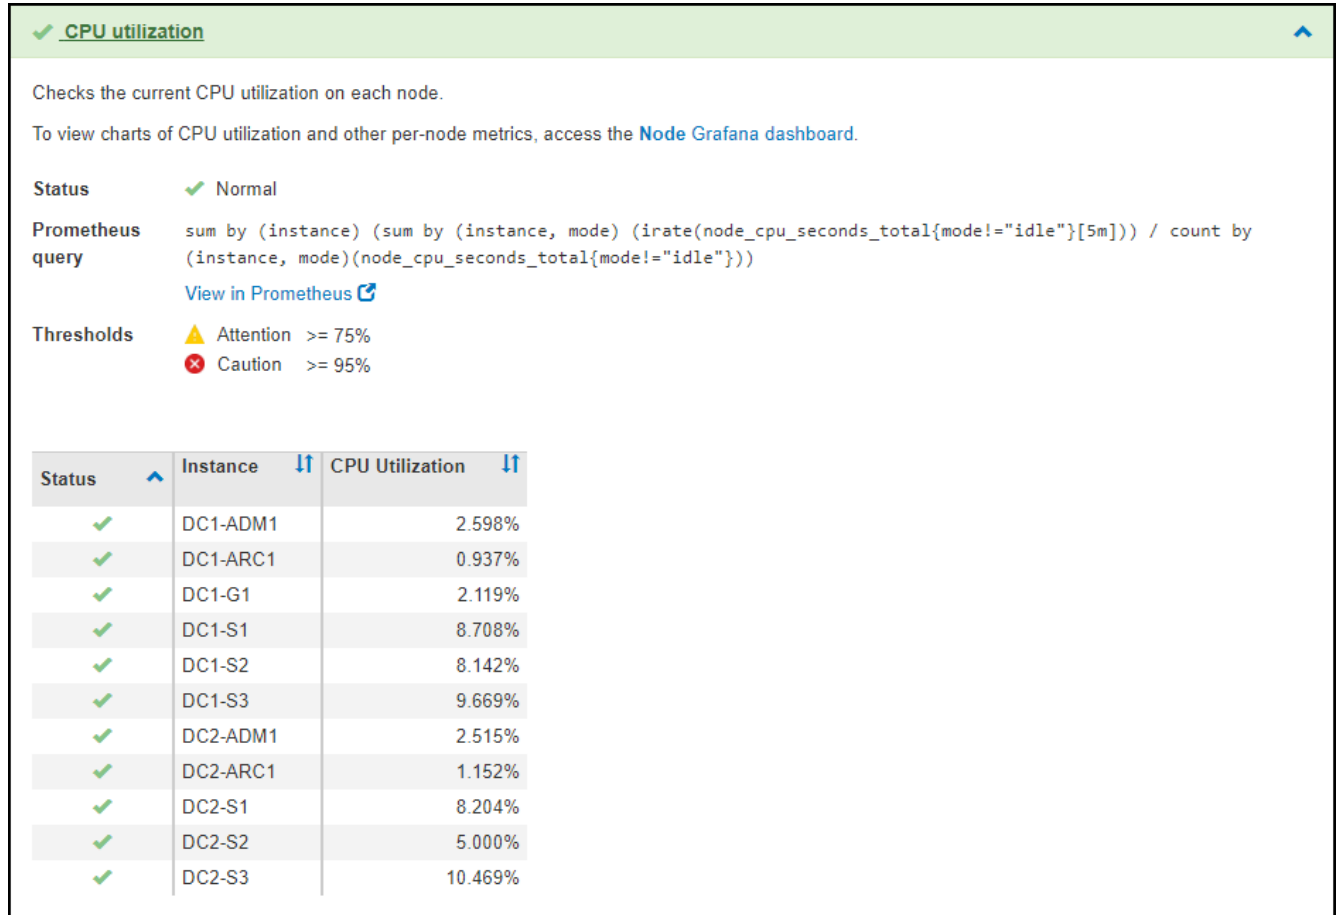 CPU utilization
Checks the current CPU utilization on each node.
To view charts of CPU utilization and other per-node metrics, access the Node Grafana dashboard.
Status Normal
Prometheus query sum by (instance) (sum by (instance, mode) (irate(node_cpu_seconds_total{mode!="idle"}[5m])) / count by
(instance, mode)(node_cpu_seconds_total{mode!="idle"}))
View in Prometheus
Thresholds Attention >= 75%
Caution >= 95%
Status Instance CPU Utilization
DC1-ADM1 2.598%
DC1-ARC1 0.937%
DC1-G1 2.119%
DC1-S1 8.708%
DC1-S2 8.142%
DC1-S3 9.669%
DC2-ADM1 2.515%
DC2-ARC1 1.152%
DC2-S1 8.204%
DC2-S2 5.000%
DC2-S3 10.469%